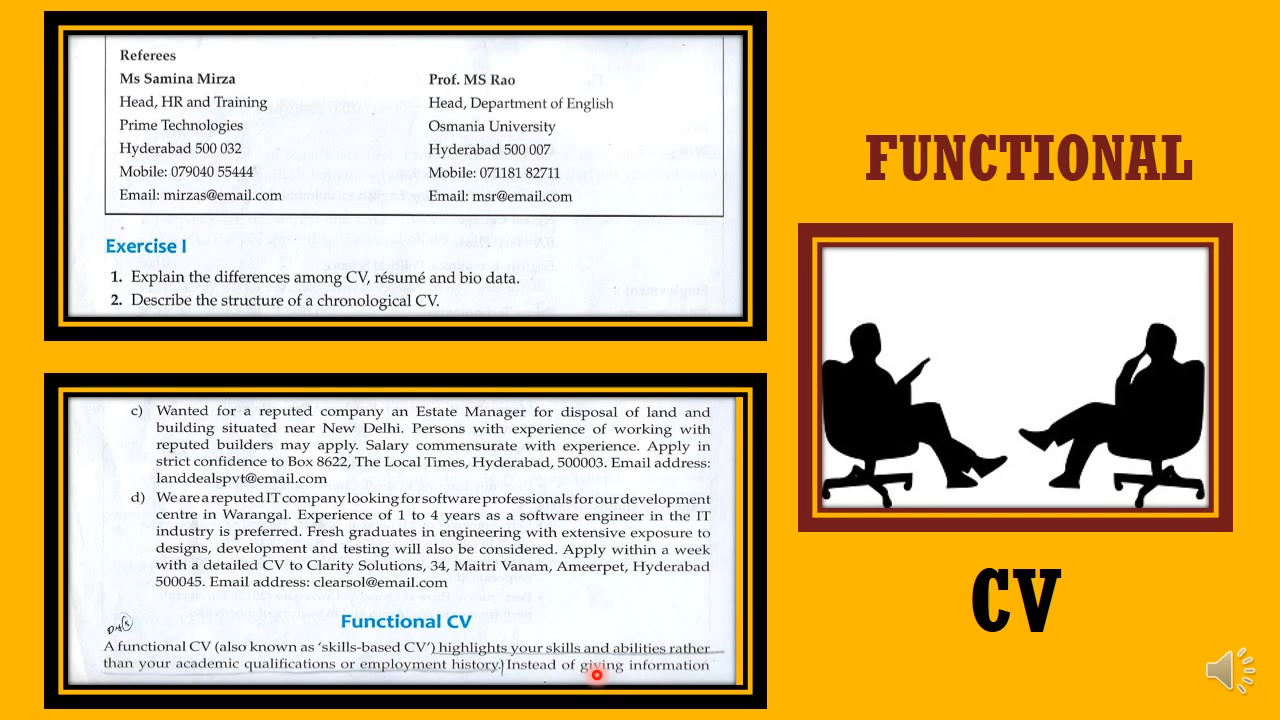 Referees
Ms Samina Mirza
Head, HR and Training
Prime Technologies
Hyderabad 500 032
Mobile: 079040 55444
Email: mirzas@email.com
Prof. MS Rao
Head, Department of English
Osmania University
Hyderabad 500 007
Mobile: 071181 82711
Email: msr@email.com
Exercise I
1. Explain the differences among CV, résumé and bio data.
2. Describe the structure of a chronological CV.
c) Wanted for a reputed company an Estate Manager for disposal of land and
building situated near New Delhi. Persons with experience of working with
reputed builders may apply. Salary commensurate with experience. Apply in
strict confidence to Box 8622, The Local Times, Hyderabad, 500003. Email address:
landdealspvt@email.com
d) We are a reputed IT company looking for software professionals for our development
centre in Warangal. Experience of 1 to 4 years as a software engineer in the IT
industry is preferred. Fresh graduates in engineering with extensive exposure to
designs, development and testing will also be considered. Apply within a week
with a detailed CV to Clarity Solutions, 34, Maitri Vanam, Ameerpet, Hyderabad
500045. Email address: clearsol@email.com
Functional CV
A functional CV (also known as 'skills-based CV') highlights your skills and abilities rather
than your academic qualifications or employment history. Instead of giving information
FUNCTIONAL
CV